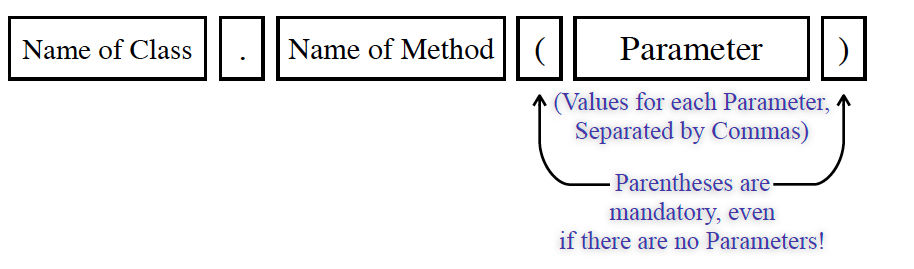 Name of Class . Name of Method ( Parameter )
(Values for each Parameter,
Separated by Commas)
Parentheses are
mandatory, even
if there are no Parameters!